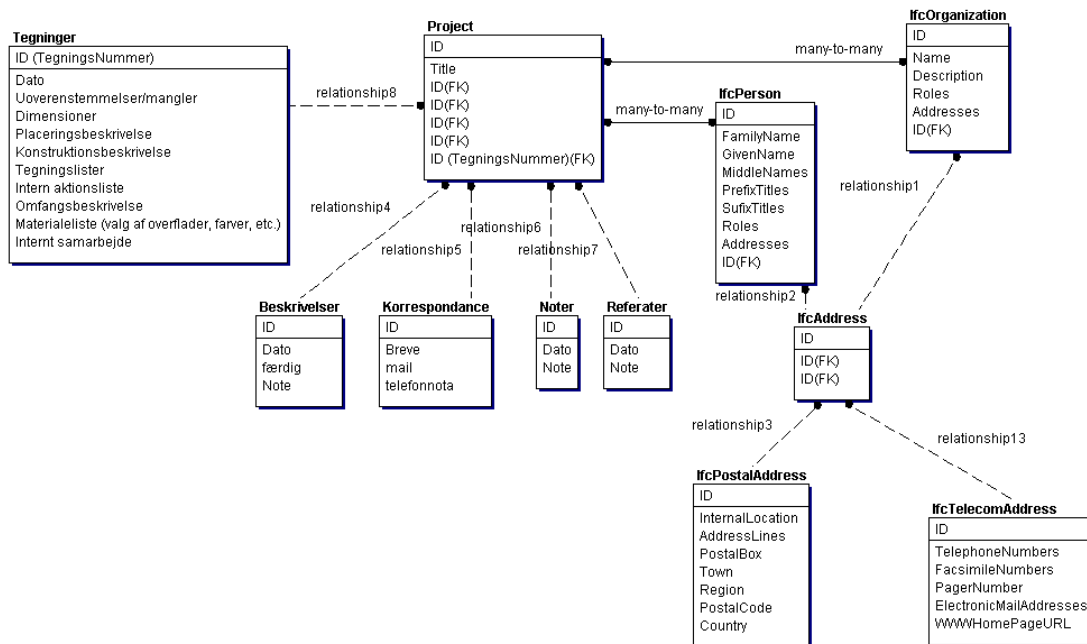 Tegninger
ID (TegningsNummer)
Dato
Uoverenstemmelser/mangler
Dimensioner
Placeringsbeskrivelse
Konstruktionsbeskrivelse
Tegningslister
Intern aktionsliste
Omfangsbeskrivelse
Materialeliste (valg af overflader, farver, etc.)
Internt samarbejde
relationship8
Project
ID
Title
ID(FK)
ID(FK)
ID(FK)
ID(FK)
ID (TegningsNummer)(FK)
many-to-many
many-to-many
IfcOrganization
ID
Name
Description
Roles
Addresses
ID(FK)
IfcPerson
ID
FamilyName
GivenName
MiddleNames
PrefixTitles
SufixTitles
Roles
Addresses
ID(FK)
relationship1
relationship4
relationship5
relationship6
relationship7
relationship2
Beskrivelser
ID
Dato
færdig
Note
Korrespondance
ID
Breve
mail
telefonnota
Noter
ID
Dato
Note
Referater
ID
Dato
Note
IfcAddress
ID
ID(FK)
ID(FK)
relationship3
relationship13
IfcPostalAddress
ID
InternalLocation
AddressLines
PostalBox
Town
Region
PostalCode
Country
IfcTelecomAddress
ID
TelephoneNumbers
FacsimileNumbers
PagerNumber
ElectronicMailAddresses
WWWHomePageURL